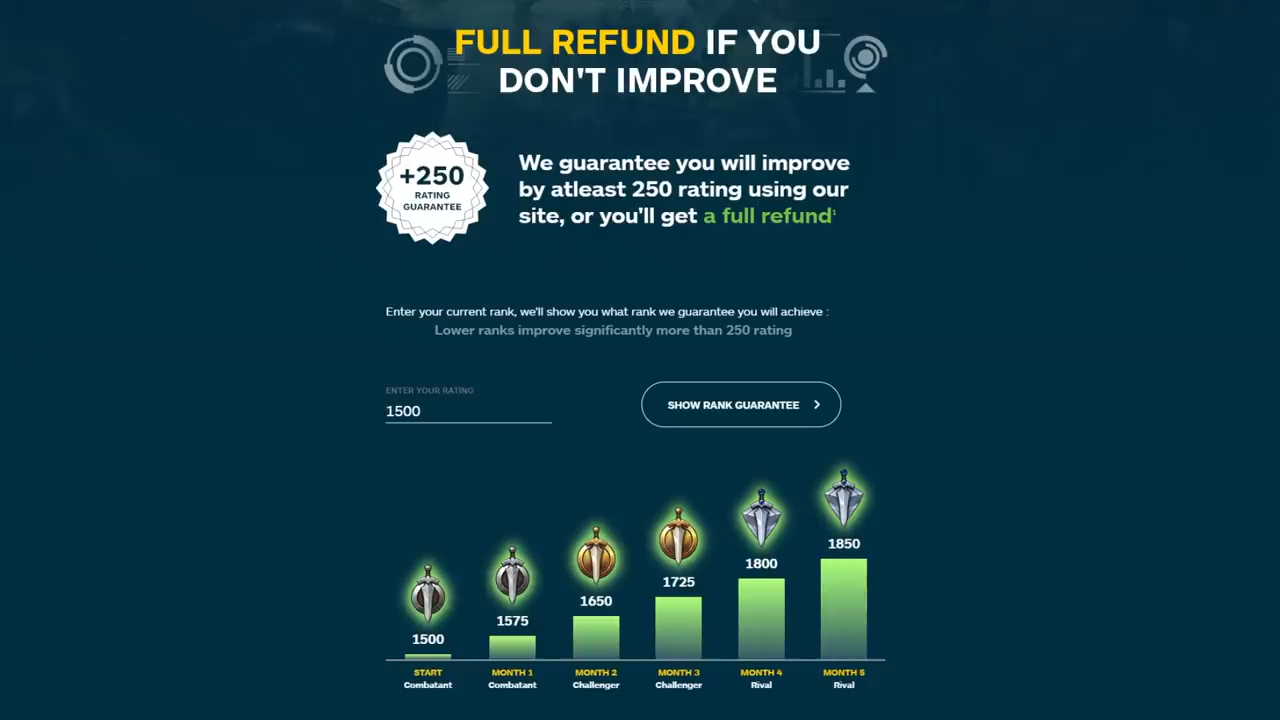 FULL REFUND IF YOU
DON'T IMPROVE
+250
RATING
GUARANTEE
We guarantee you will improve
by atleast 250 rating using our
site, or you'll get a full refund¹
Enter your current rank, we'll show you what rank we guarantee you will achieve :
Lower ranks improve significantly more than 250 rating
ENTER YOUR RATING
1500
SHOW RANK GUARANTEE
1500
1575
1650
1725
1800
1850
START
Combatant
MONTH 1
Combatant
MONTH 2
Challenger
MONTH 3
Challenger
MONTH 4
Rival
MONTH 5
Rival